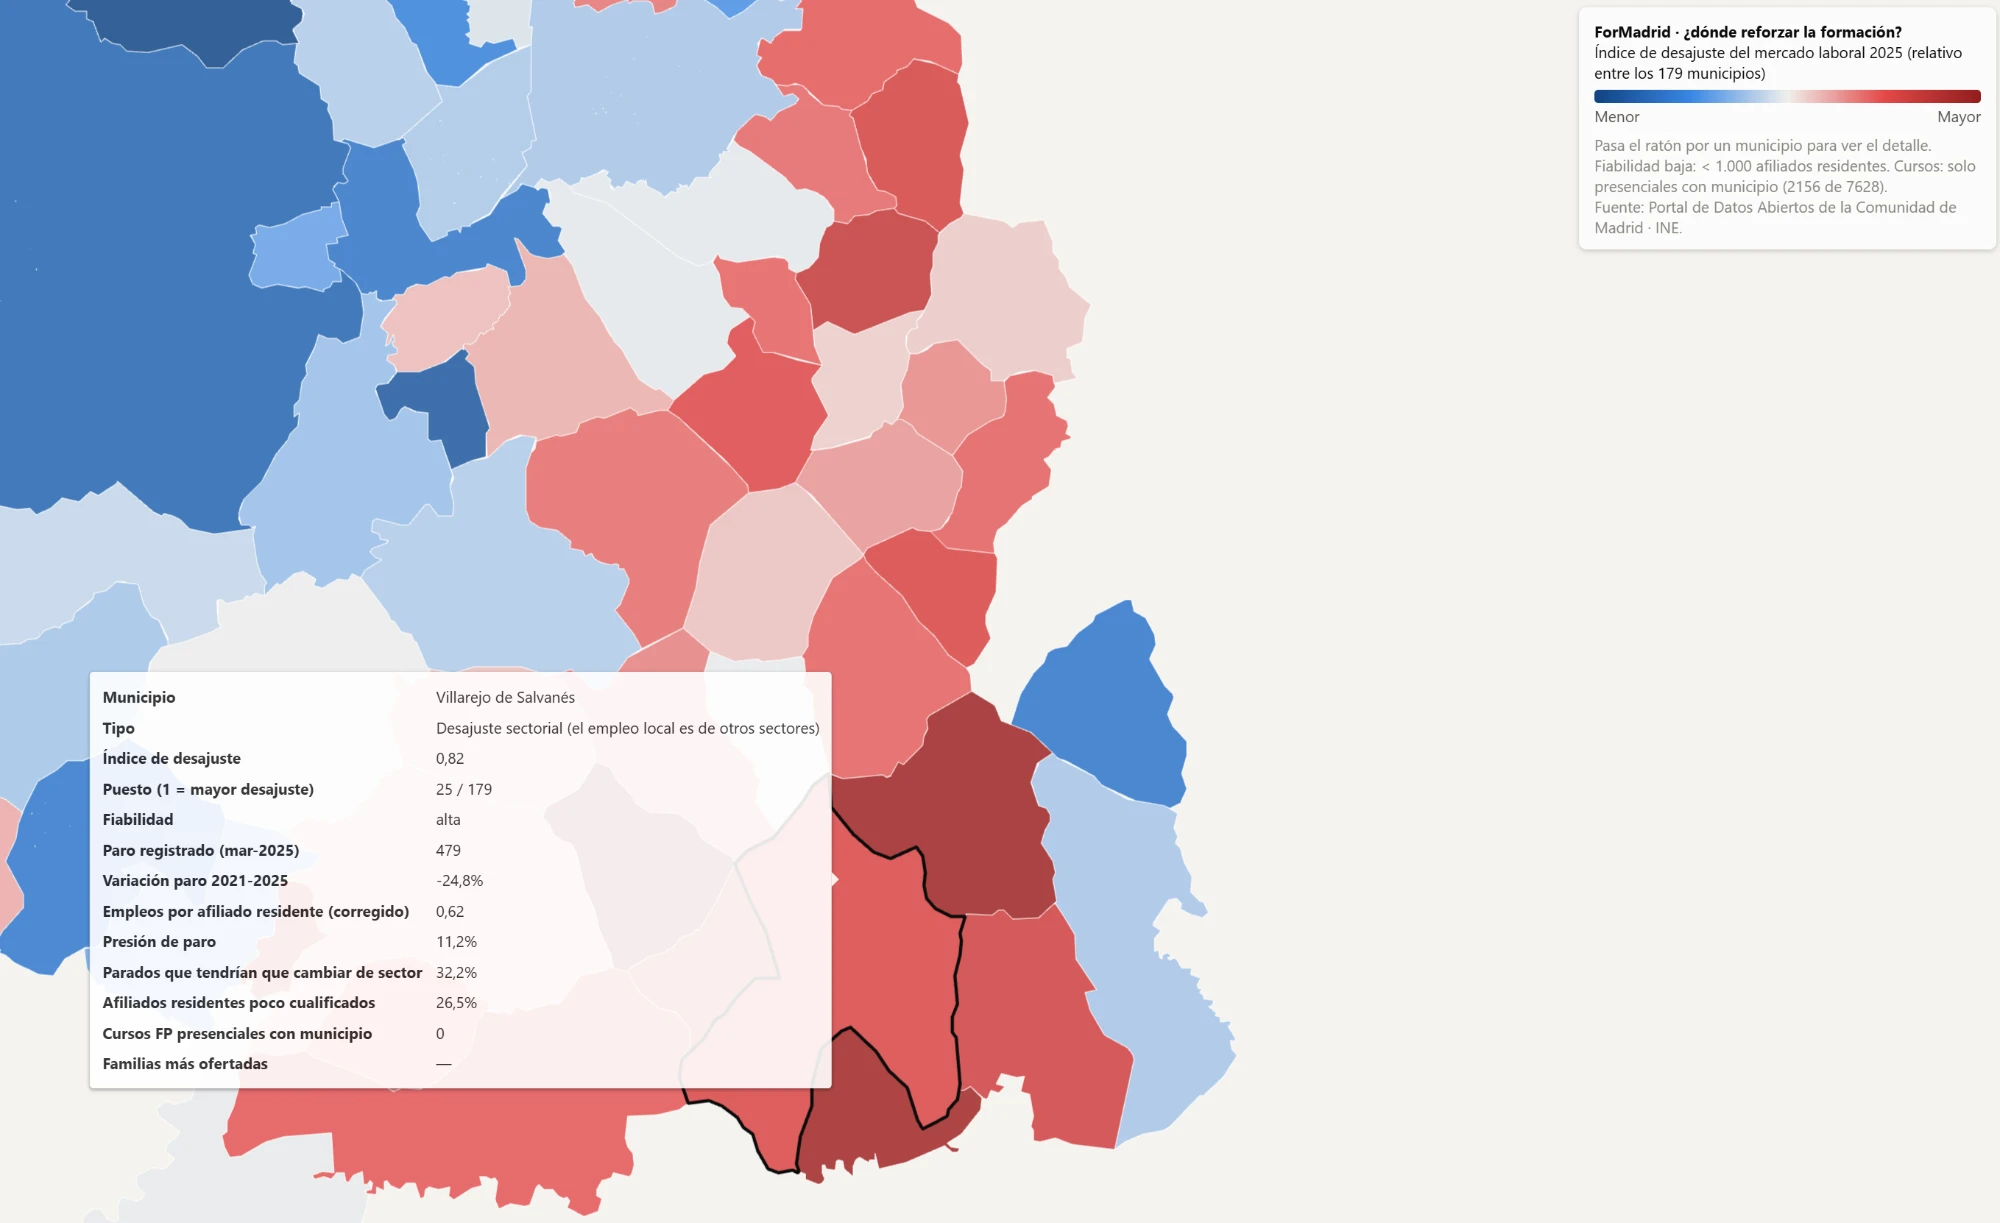 ForMadrid · ¿dónde reforzar la formación?
Índice de desajuste del mercado laboral 2025 (relativo
entre los 179 municipios)
Menor Mayor
Pasa el ratón por un municipio para ver el detalle.
Fiabilidad baja: < 1.000 afiliados residentes. Cursos: solo
presenciales con municipio (2156 de 7628).
Fuente: Portal de Datos Abiertos de la Comunidad de
Madrid · INE.
Municipio Villarejo de Salvanés
Tipo Desajuste sectorial (el empleo local es de otros sectores)
Índice de desajuste 0,82
Puesto (1 = mayor desajuste) 25 / 179
Fiabilidad alta
Paro registrado (mar-2025) 479
Variación paro 2021-2025 -24,8%
Empleos por afiliado residente (corregido) 0,62
Presión de paro 11,2%
Parados que tendrían que cambiar de sector 32,2%
Afiliados residentes poco cualificados 26,5%
Cursos FP presenciales con municipio 0
Familias más ofertadas —